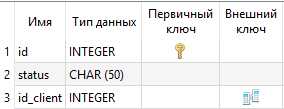 Имя Тип данных Первичный ключ Внешний ключ
1 id INTEGER
2 status CHAR (50)
3 id_client INTEGER